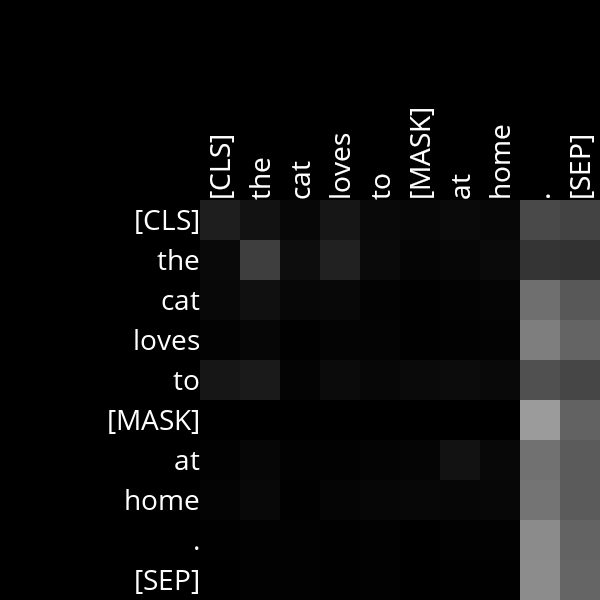 [CLS] the cat loves to [MASK] at home . [SEP]
[CLS]
the
cat
loves
to
[MASK]
at
home
.
[SEP]